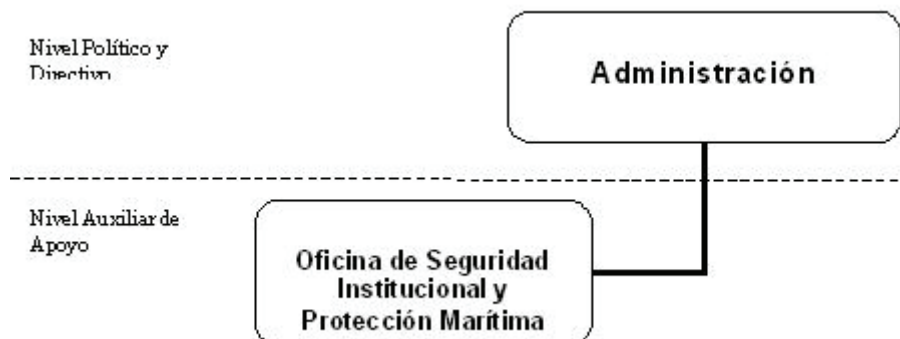 Nivel Político y
Directivo
Administración
Nivel Auxiliar de
Apoyo
Oficina de Seguridad
Institucional y
Protección Marítima